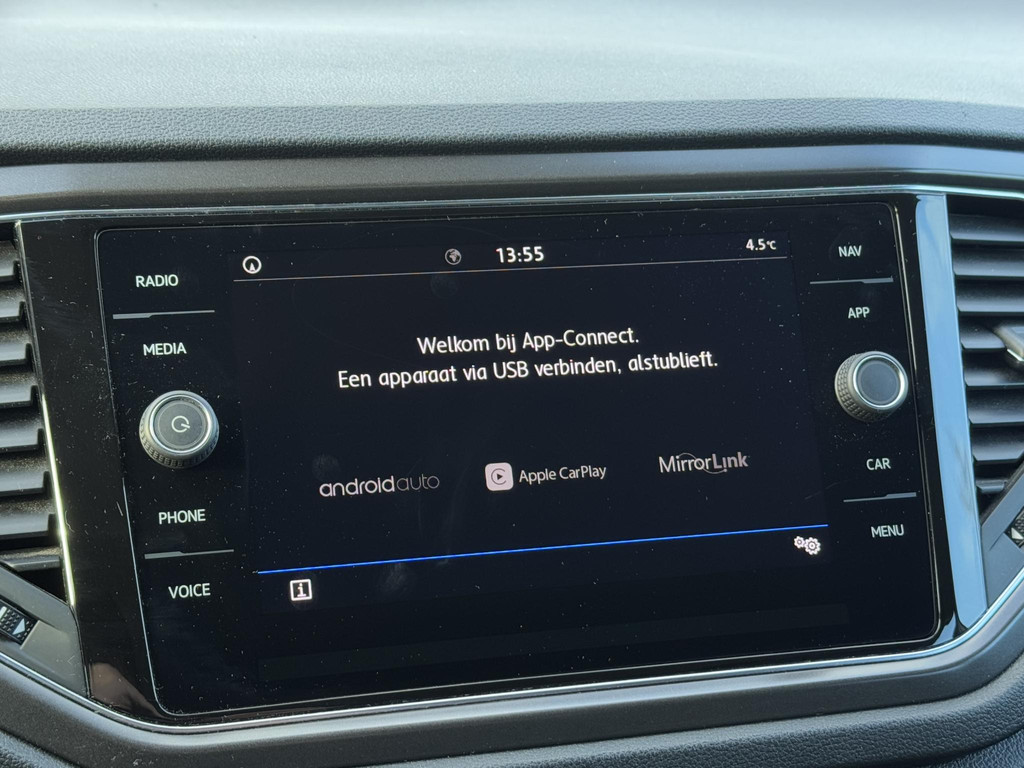 13:55
4.5°C
RADIO
NAV
MEDIA
APP
Welkom bij App-Connect.
Een apparaat via USB verbinden, alstublieft.
androidauto
Apple CarPlay
MirrorLink
PHONE
CAR
VOICE
MENU